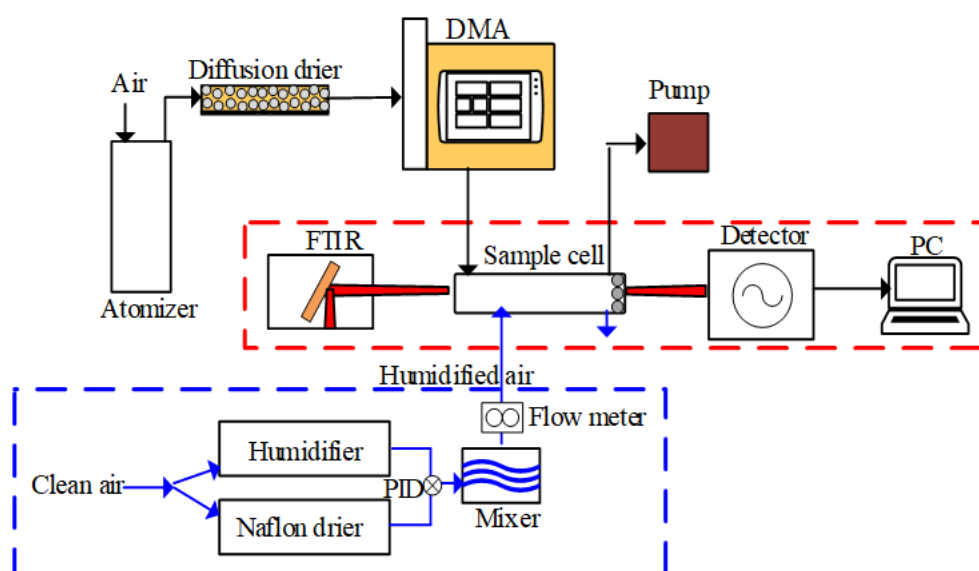 DMA
Diffusion drier
Air
Pump
Atomizer
FTIR
Sample cell
Detector
PC
Humidified air
Flow meter
Humidifier
Clean air
PID
Naflon drier
Mixer